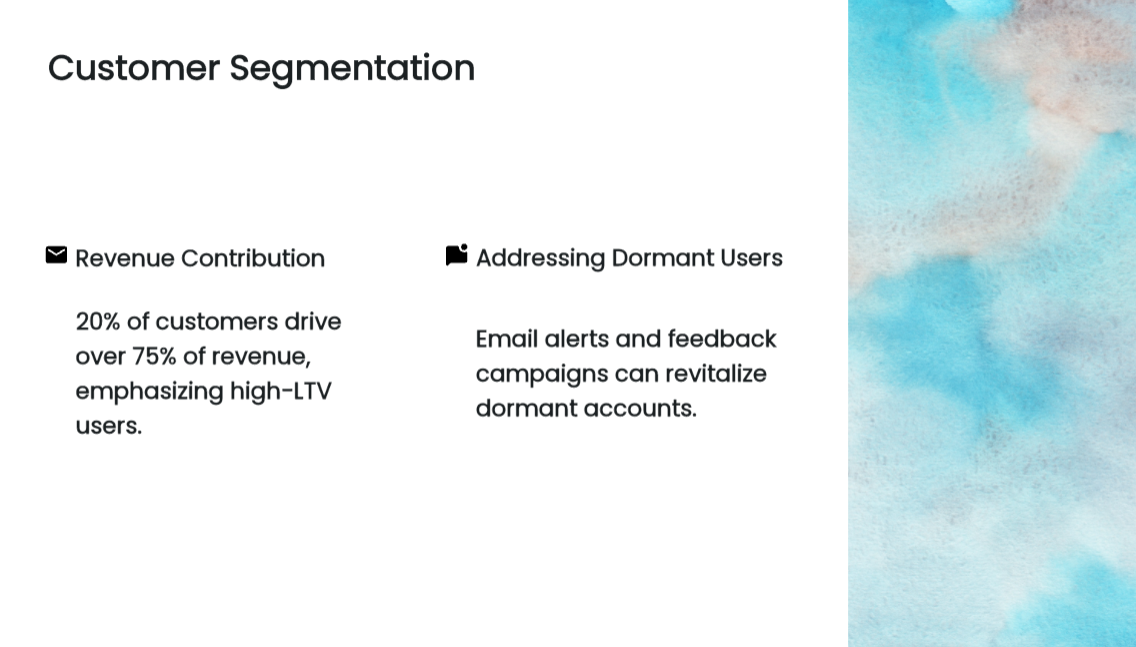 Customer Segmentation
Revenue Contribution
20% of customers drive
over 75% of revenue,
emphasizing high-LTV
users.
Addressing Dormant Users
Email alerts and feedback
campaigns can revitalize
dormant accounts.